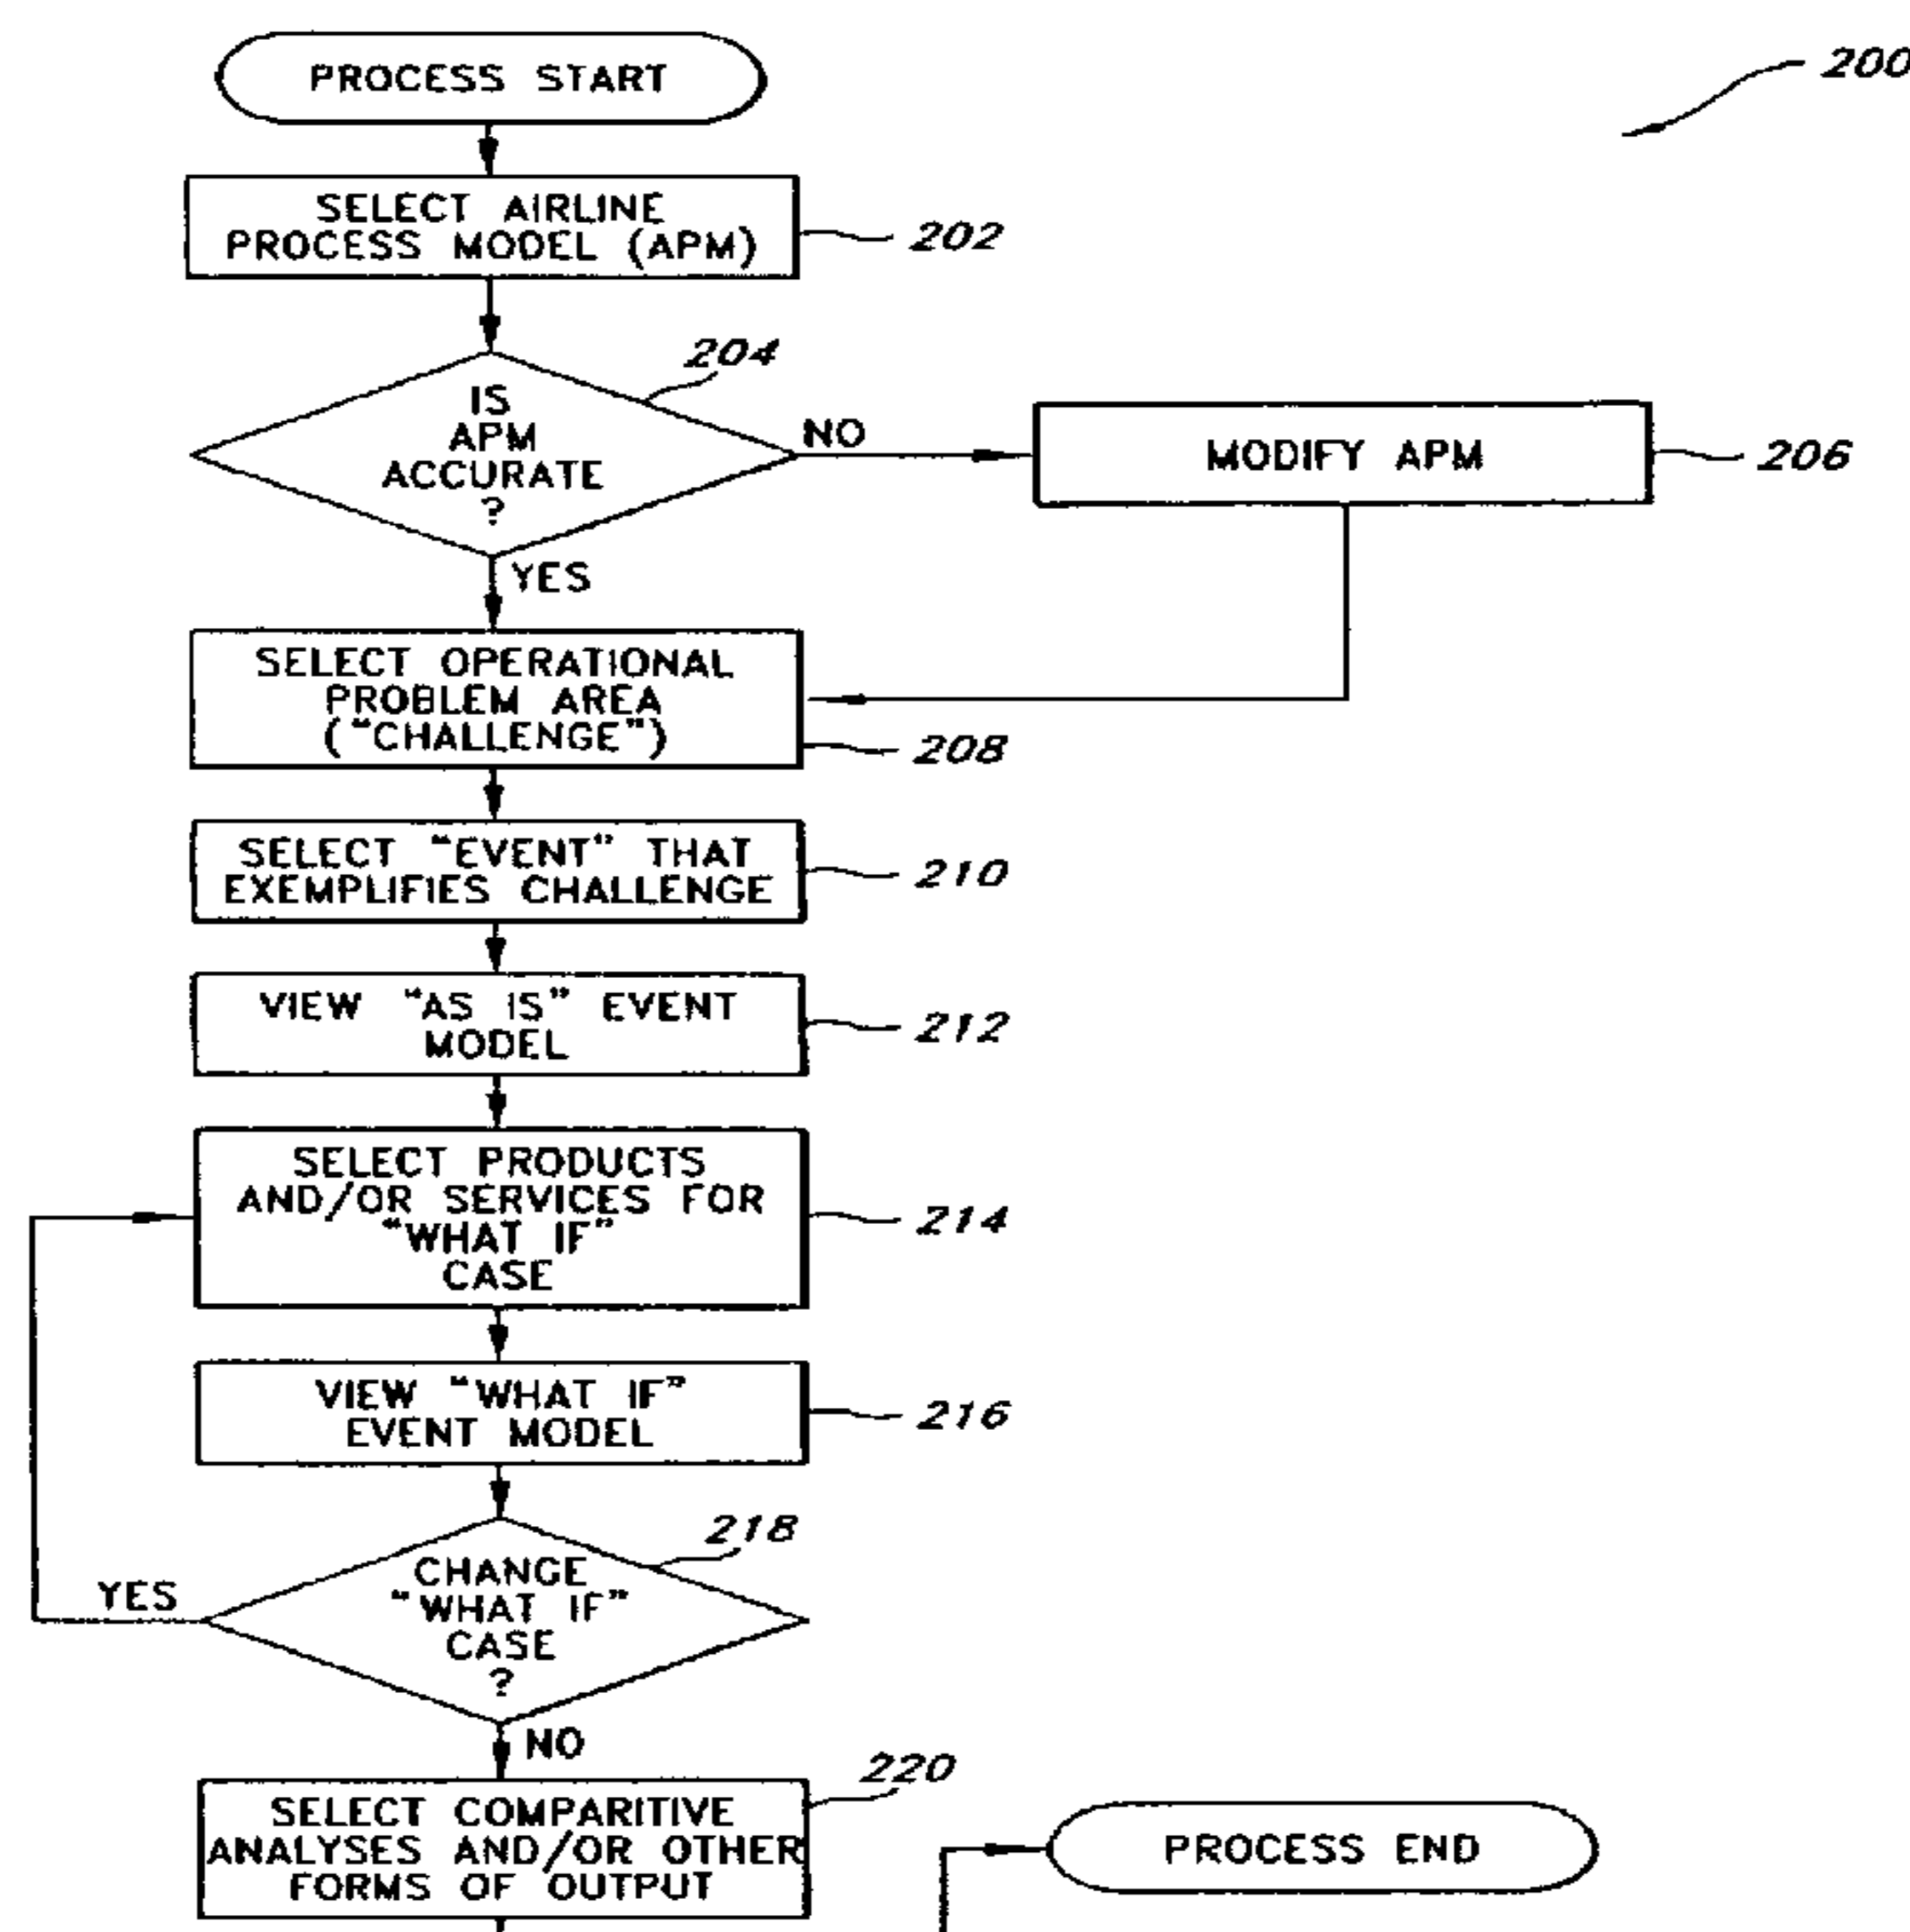 PROCESS START
200
SELECT AIRLINE
PROCESS MODEL (APM)
202
204
IS
APM
ACCURATE
?
NO
MODIFY APM
206
YES
SELECT OPERATIONAL
PROBLEM AREA
("CHALLENGE")
208
SELECT "EVENT" THAT
EXEMPLIFIES CHALLENGE
210
VIEW "AS IS" EVENT
MODEL
212
SELECT PRODUCTS
AND/OR SERVICES FOR
"WHAT IF"
CASE
214
VIEW "WHAT IF"
EVENT MODEL
216
218
CHANGE
"WHAT IF"
CASE
?
YES
NO
220
SELECT COMPARITIVE
ANALYSES AND/OR OTHER
FORMS OF OUTPUT
PROCESS END